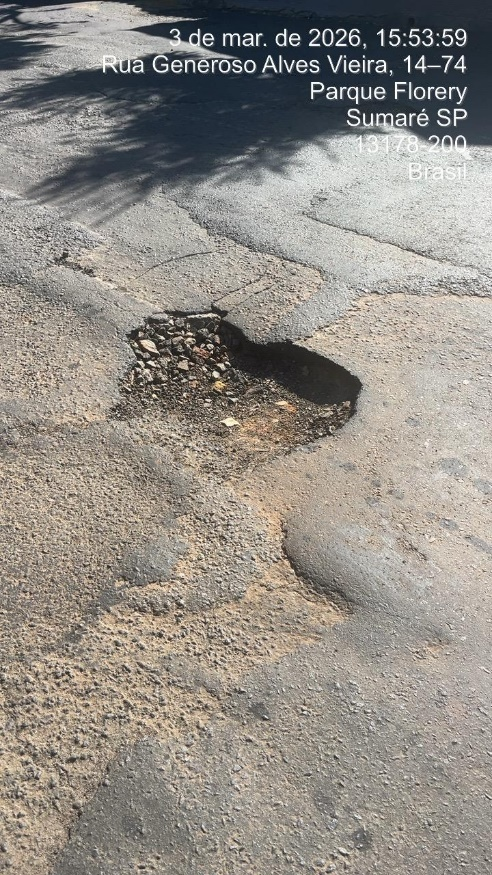 3 de mar. de 2026, 15:53:59
Rua Generoso Alves Vieira, 14–74
Parque Florery
Sumaré SP
13178-200
Brasil